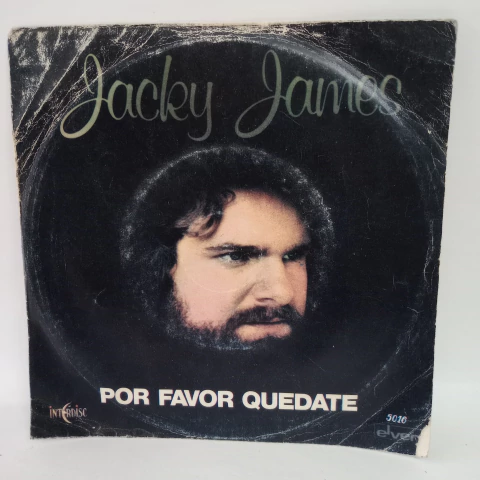 Jacky James
POR FAVOR QUEDATE
INTERDISC
5010
elven